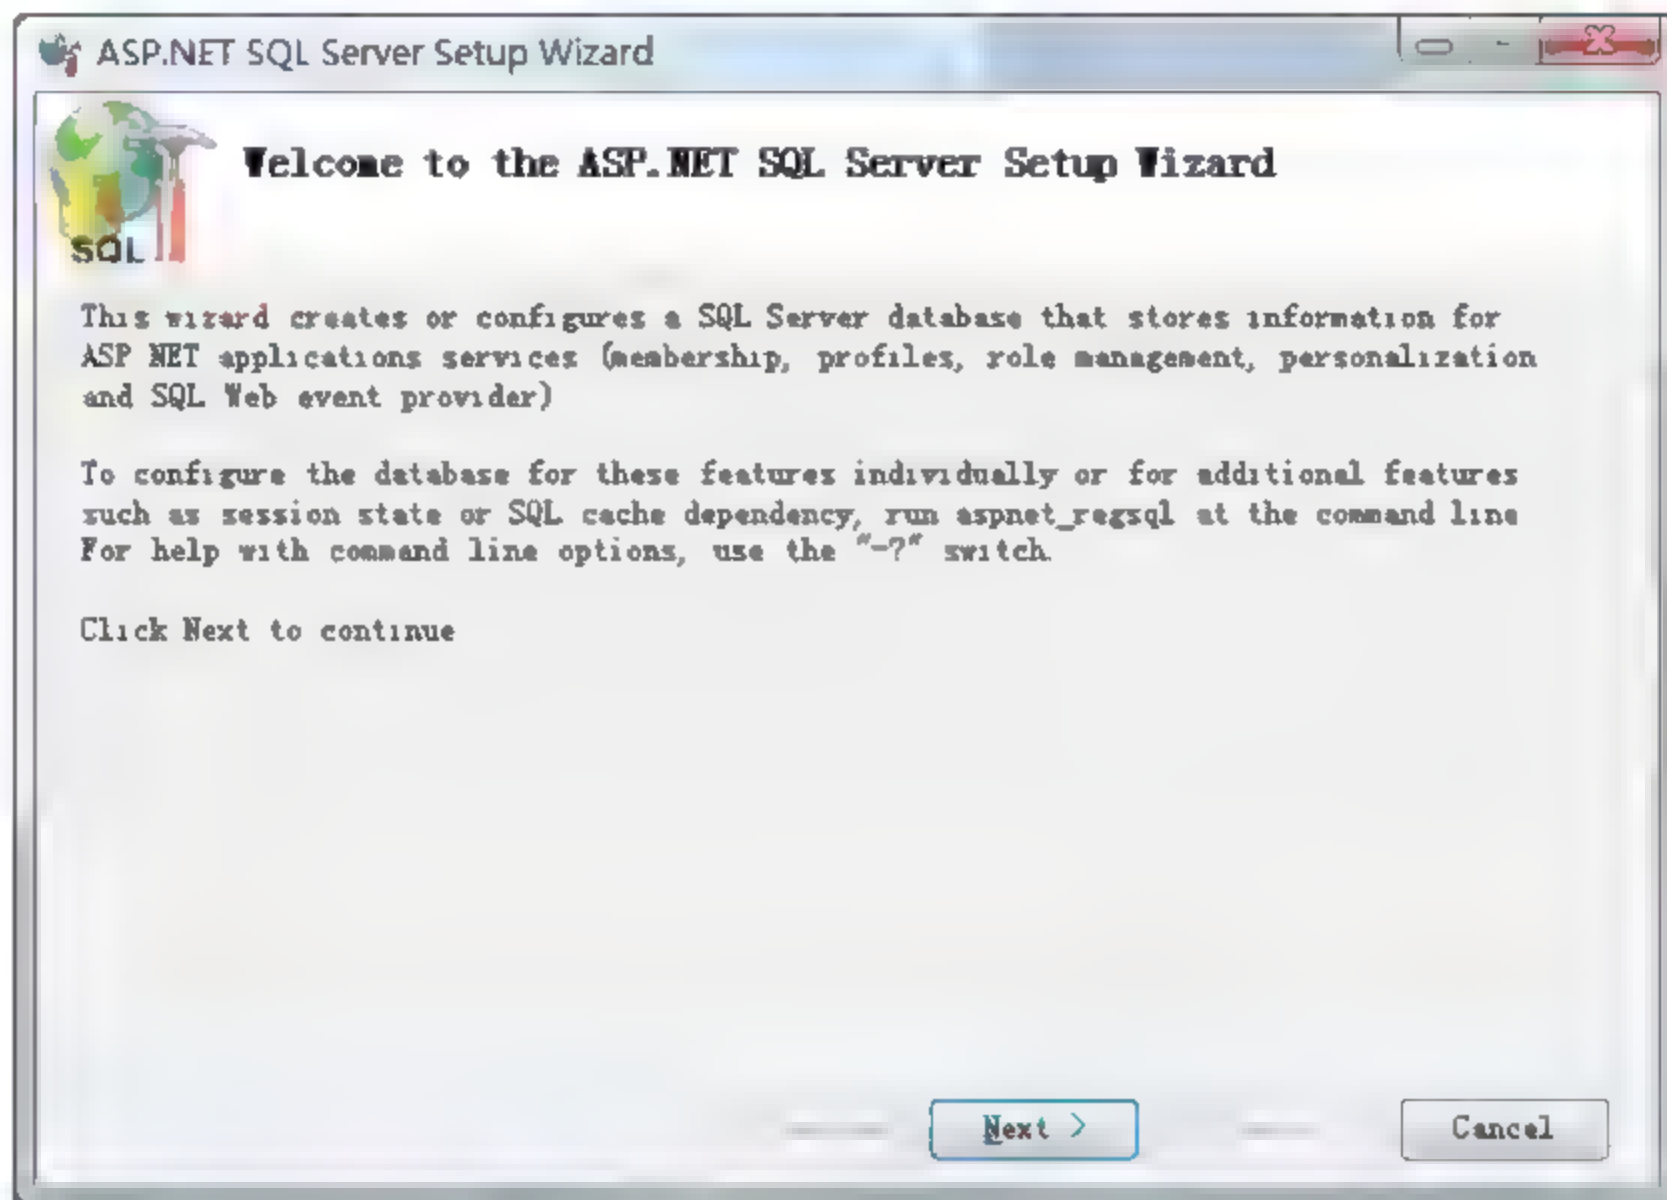 ASP.NET SQL Server Setup Wizard
Welcome to the ASP.NET SQL Server Setup Wizard
SQL
This wizard creates or configures a SQL Server database that stores information for
ASP NET applications services (membership, profiles, role management, personalization
and SQL Web event provider)
To configure the database for these features individually or for additional features
such as session state or SQL cache dependency, run aspnet_regsql at the command line
For help with command line options, use the "-?" switch
Click Next to continue
Next >
Cancel